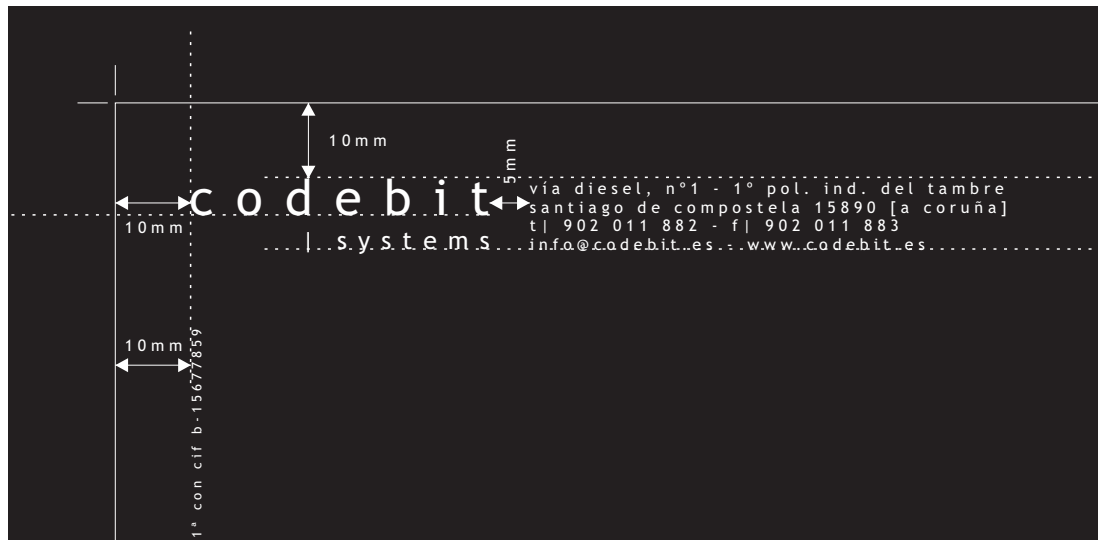 10mm
5mm
codebit
systems
vía diesel, nº1 - 1º pol. ind. del tambre
santiago de compostela 15890 [a coruña]
t| 902 011 882 - f| 902 011 883
info@codebit.es - www.codebit.es
10mm
10mm
1ª con cif b-15677859